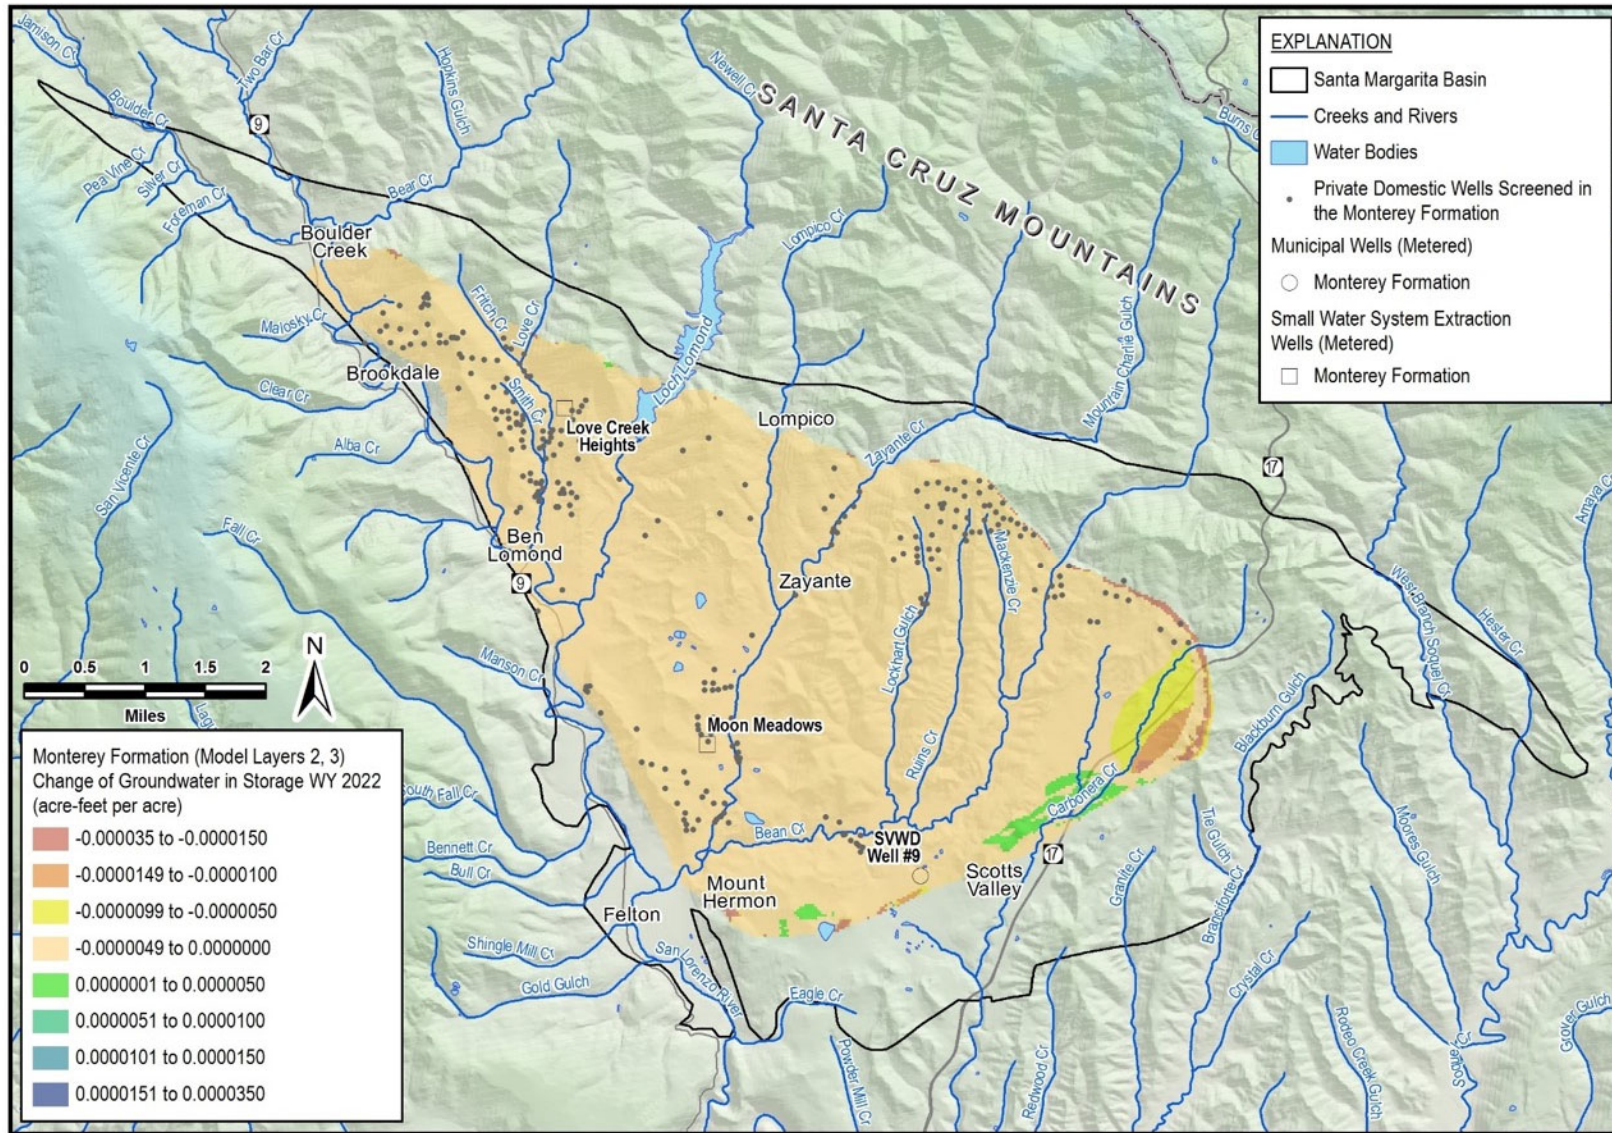 Jamison Cr
Two Bar Cr
Hopkins Gulch
Newell Cr
SANTA CRUZ MOUNTAINS
Boulder Cr
9
Pea Vine Cr
Silver Cr
Foreman Cr
Bear Cr
Boulder
Creek
Lompico Cr
Fritch Cr
Love Cr
Malosky Cr
Mountain Charlie Gulch
Brookdale
Loch Lomond
Clear Cr
Smith Cr
Love Creek
Heights
Lompico
Zayante Cr
17
Alba Cr
San Vicente Cr
Amaya C
Fall Cr
Ben
Lomond
9
Mackenzie Cr
Zayante
West Branch Soquel Cr
Hester Cr
Lockhart Gulch
Manson Cr
Moon Meadows
Ruins Cr
Blackburn Gulch
Carbonera Cr
South Fall Cr
Bean Cr
SVWD
Well #9
17
Tie Gulch
Moores Gulch
Bennett Cr
Bull Cr
Mount
Hermon
Scotts
Valley
Granite Cr
Branciforte Cr
Felton
Shingle Mill Cr
San Lorenzo River
Gold Gulch
Eagle Cr
Crystal Cr
Powder Mill Cr
Redwood Cr
Rodeo Creek Gulch
Soquel Cr
Grover Gulch
EXPLANATION
Santa Margarita Basin
Creeks and Rivers
Water Bodies
Private Domestic Wells Screened in
the Monterey Formation
Municipal Wells (Metered)
Monterey Formation
Small Water System Extraction
Wells (Metered)
Monterey Formation
Burns C
N
0 0.5 1 1.5 2
Miles
Lagu
Monterey Formation (Model Layers 2, 3)
Change of Groundwater in Storage WY 2022
(acre-feet per acre)
-0.000035 to -0.0000150
-0.0000149 to -0.0000100
-0.0000099 to -0.0000050
-0.0000049 to 0.0000000
0.0000001 to 0.0000050
0.0000051 to 0.0000100
0.0000101 to 0.0000150
0.0000151 to 0.0000350